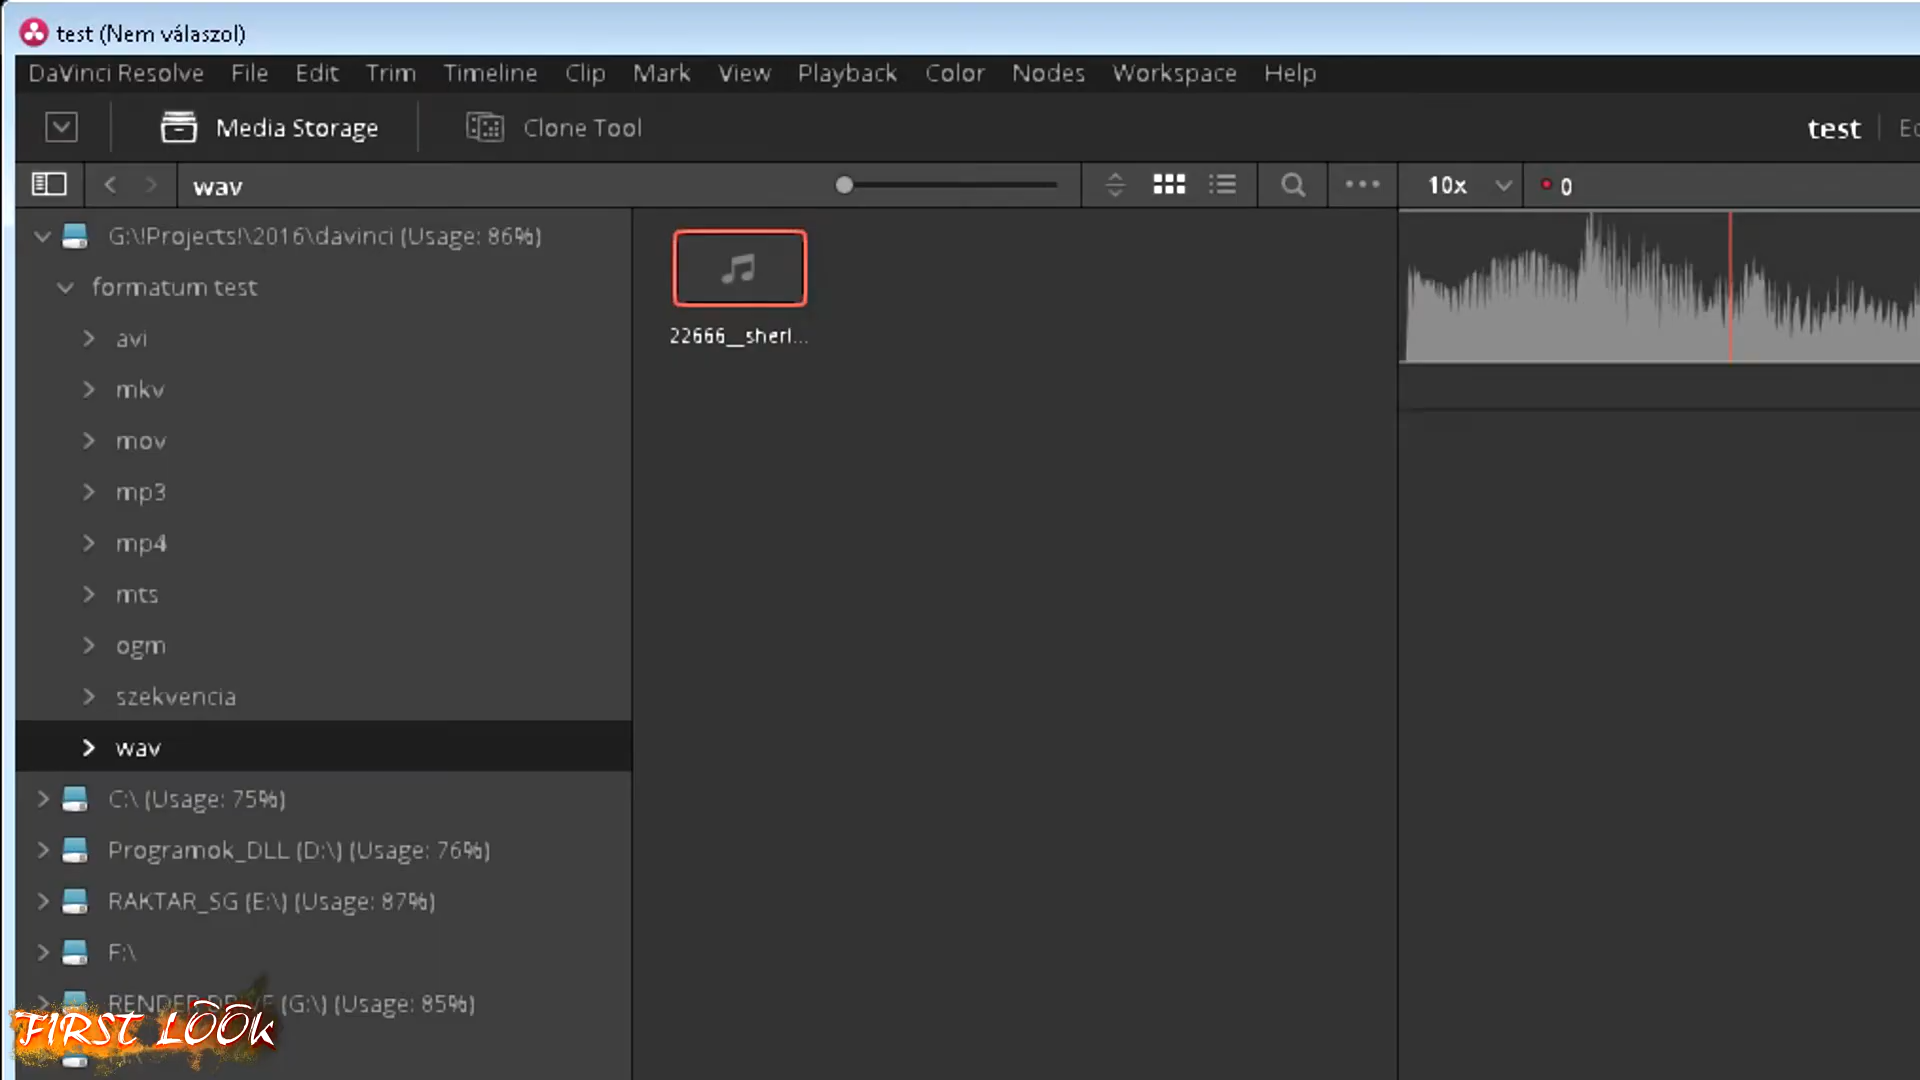 test (Nem válaszol)
DaVinci Resolve File Edit Trim Timeline Clip Mark View Playback Color Nodes Workspace Help
Media Storage Clone Tool test
wav 10x 0
G:\!Projects!\2016\davinci (Usage: 86%)
22666__sherl...
formatum test
avi
mkv
mov
mp3
mp4
mts
ogm
szekvencia
wav
C:\ (Usage: 75%)
Programok_DLL (D:\) (Usage: 76%)
RAKTAR_SG (E:\) (Usage: 87%)
F:\
RENDER DRIVE (G:\) (Usage: 85%)
FIRST LOOK